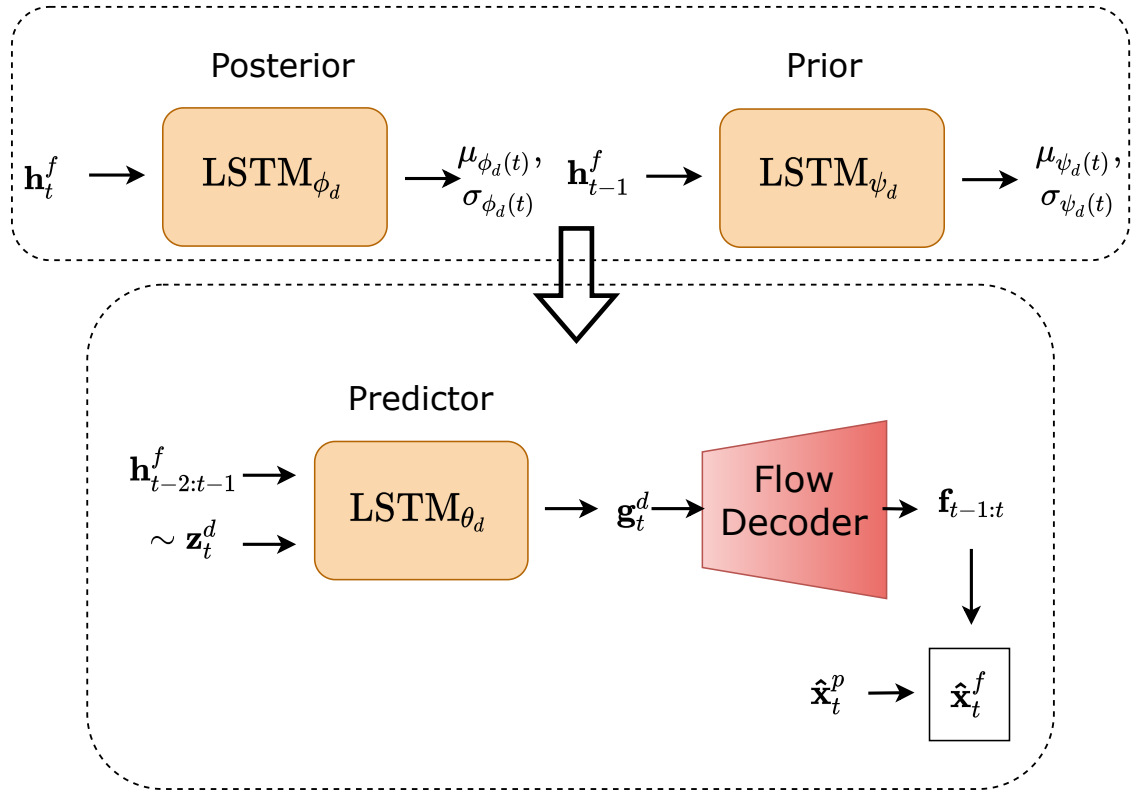 Posterior
Prior
h_t^f
LSTM_{ϕ_d}
μ_{ϕ_d(t)},
σ_{ϕ_d(t)}
h_{t-1}^f
LSTM_{ψ_d}
μ_{ψ_d(t)},
σ_{ψ_d(t)}
Predictor
h_{t-2:t-1}^f
∼ z_t^d
LSTM_{θ_d}
g_t^d
Flow
Decoder
f_{t-1:t}
x̂_t^p
x̂_t^f